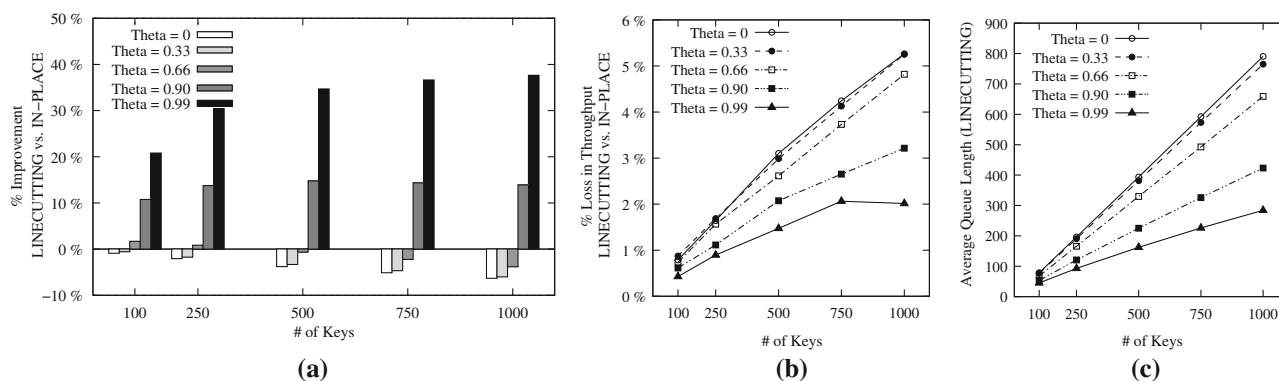 50 %
40 %
30 %
20 %
10 %
0 %
−10 %
% Improvement
LINECUTTING vs. IN−PLACE
Theta = 0
Theta = 0.33
Theta = 0.66
Theta = 0.90
Theta = 0.99
100 250 500 750 1000
# of Keys
(a)
6 %
5 %
4 %
3 %
2 %
1 %
0 %
% Loss in Throughput
LINECUTTING vs. IN−PLACE
Theta = 0
Theta = 0.33
Theta = 0.66
Theta = 0.90
Theta = 0.99
100 250 500 750 1000
# of Keys
(b)
900
800
700
600
500
400
300
200
100
0
Average Queue Length (LINECUTTING)
Theta = 0
Theta = 0.33
Theta = 0.66
Theta = 0.90
Theta = 0.99
100 250 500 750 1000
# of Keys
(c)